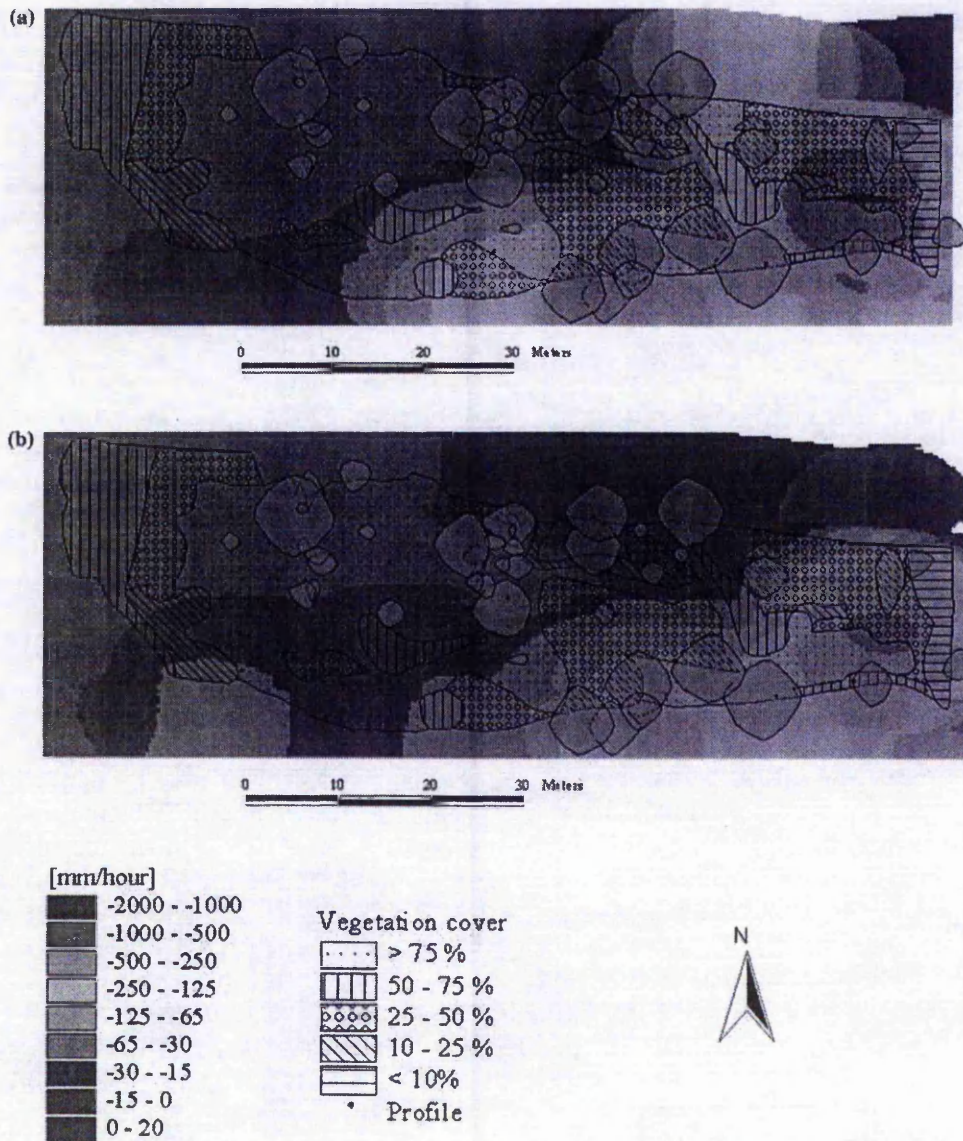 (a)
0 10 20 30 Meters
(b)
0 10 20 30 Meters
[mm/hour]
-2000 - -1000
-1000 - -500
-500 - -250
-250 - -125
-125 - -65
-65 - -30
-30 - -15
-15 - 0
0 - 20
Vegetation cover
> 75 %
50 - 75 %
25 - 50 %
10 - 25 %
< 10%
Profile
N